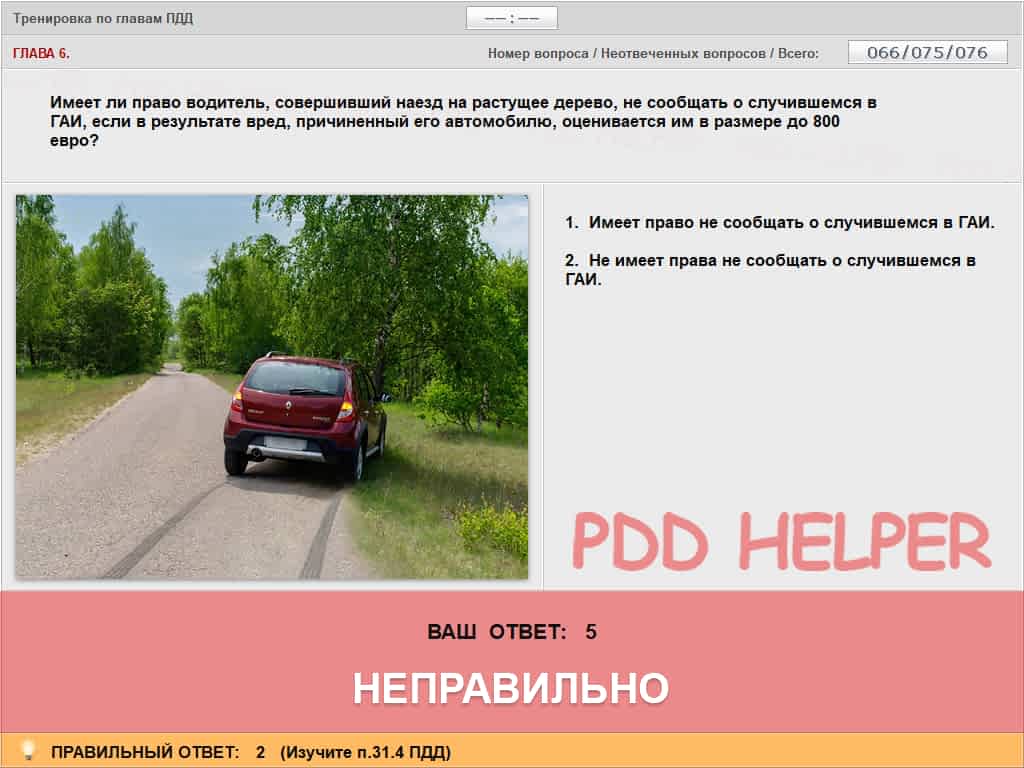 Тренировка по главам ПДД
—— : ——
ГЛАВА 6.
Номер вопроса / Неотвеченных вопросов / Всего:
066/075/076
Имеет ли право водитель, совершивший наезд на растущее дерево, не сообщать о случившемся в
ГАИ, если в результате вред, причиненный его автомобилю, оценивается им в размере до 800
евро?
1. Имеет право не сообщать о случившемся в ГАИ.
2. Не имеет права не сообщать о случившемся в
ГАИ.
PDD HELPER
ВАШ ОТВЕТ: 5
НЕПРАВИЛЬНО
ПРАВИЛЬНЫЙ ОТВЕТ: 2 (Изучите п.31.4 ПДД)